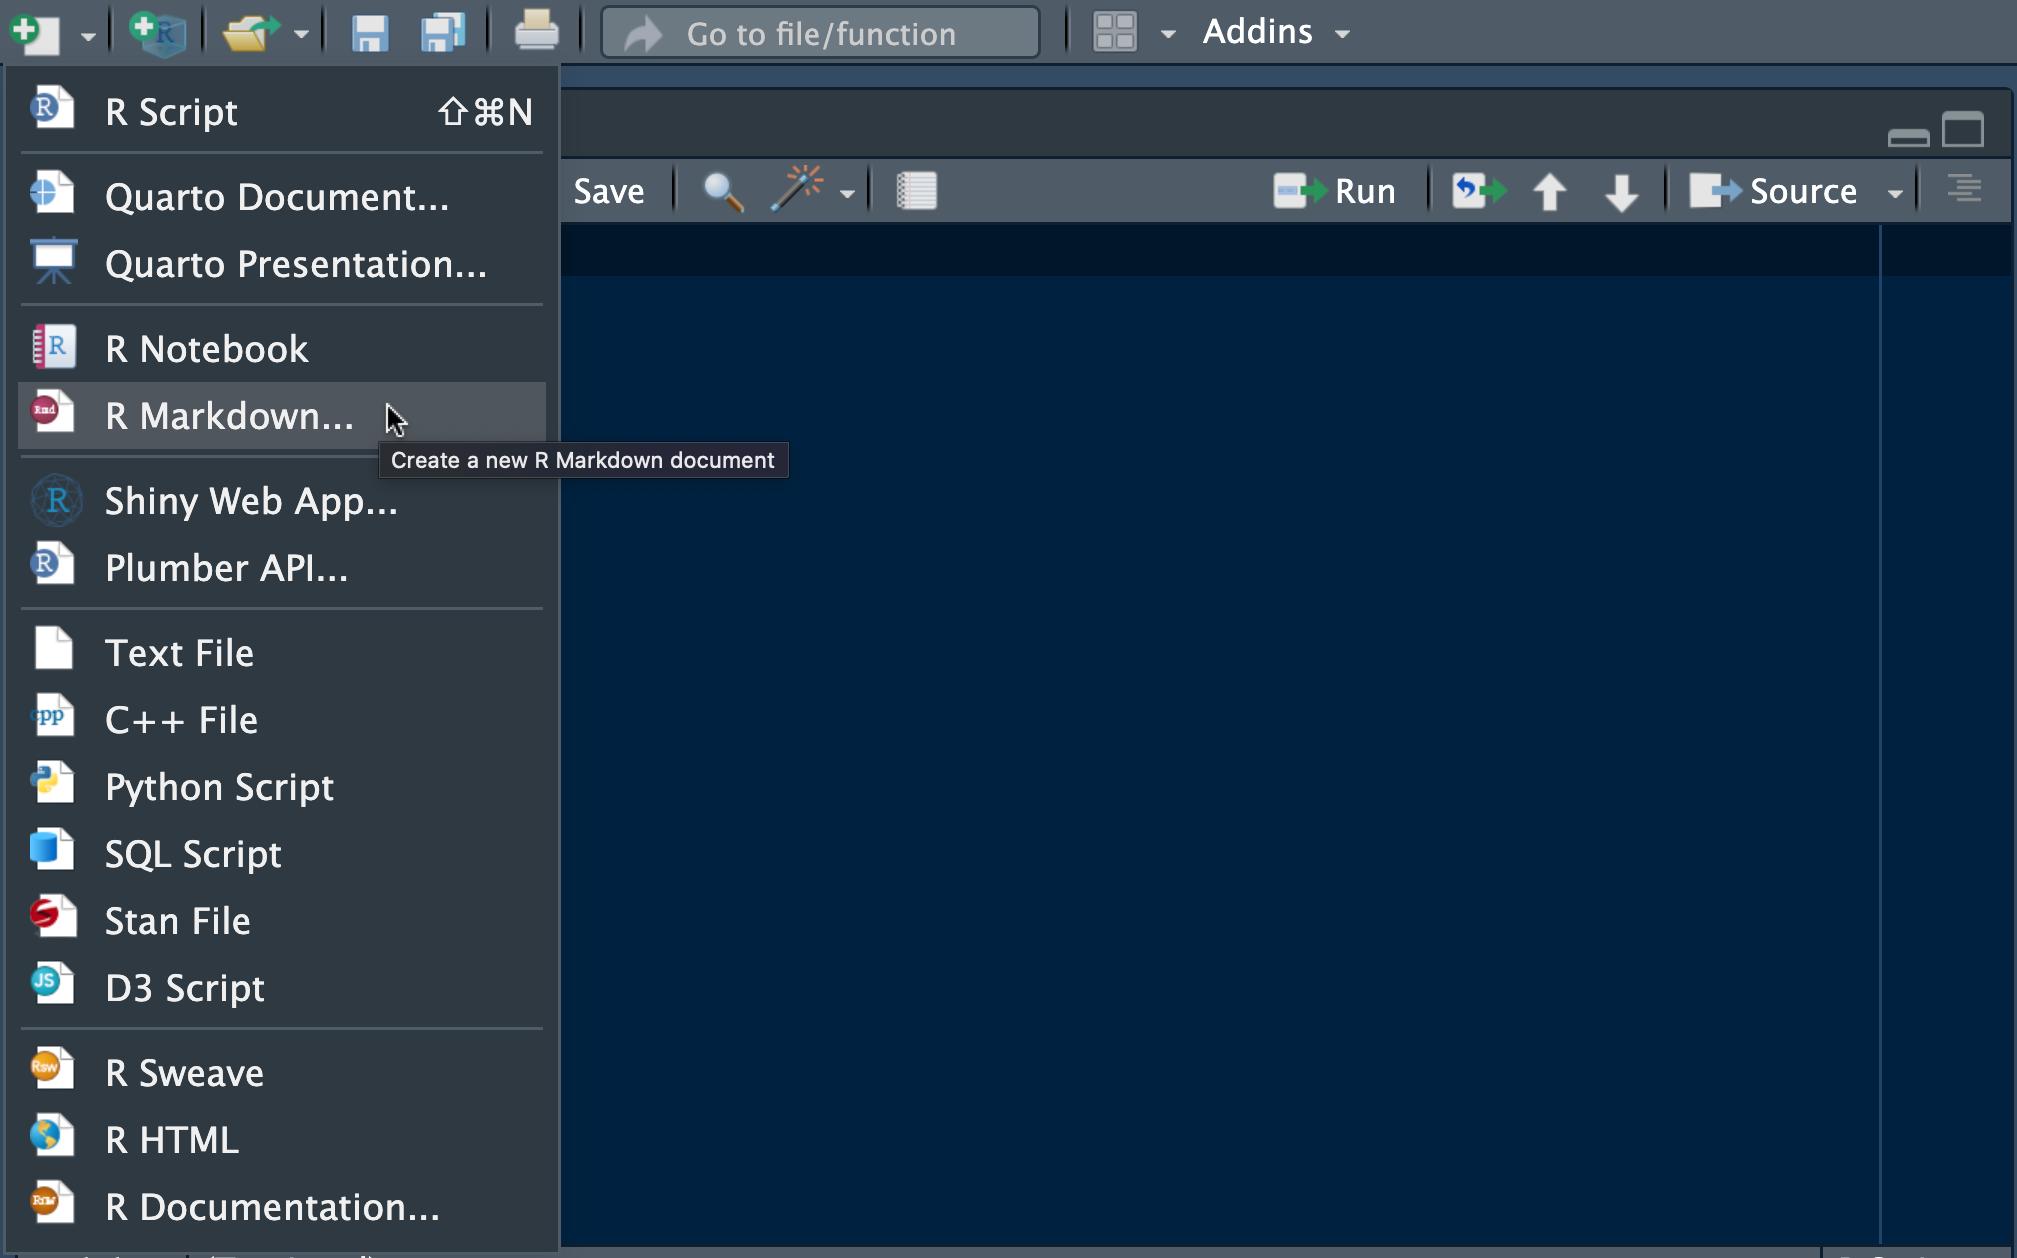 Go to file/function
Addins
R Script ⇧⌘N
Quarto Document...
Quarto Presentation...
R Notebook
R Markdown...
Create a new R Markdown document
Shiny Web App...
Plumber API...
Text File
C++ File
Python Script
SQL Script
Stan File
D3 Script
R Sweave
R HTML
R Documentation...
Save
Run
Source